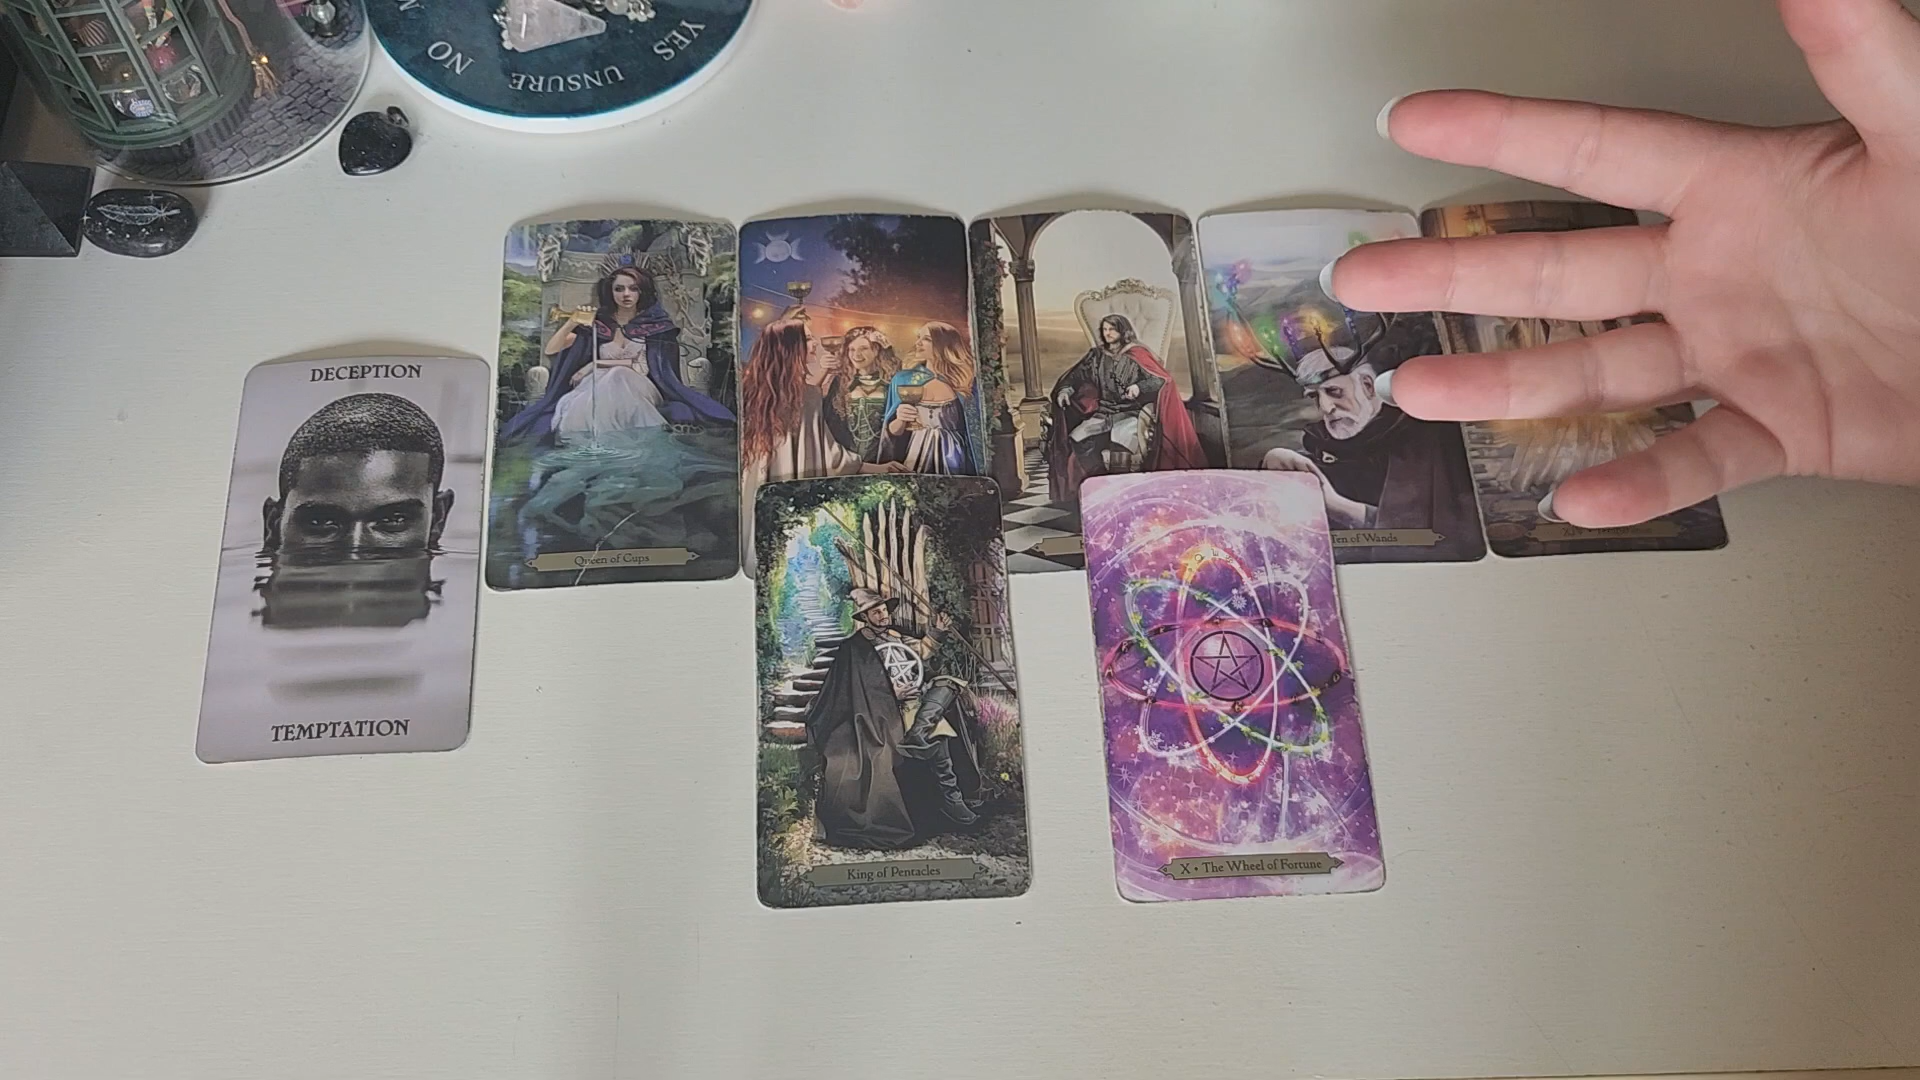 NO
UNSURE
YES
DECEPTION
TEMPTATION
Queen of Cups
Ten of Wands
King of Pentacles
X • The Wheel of Fortune